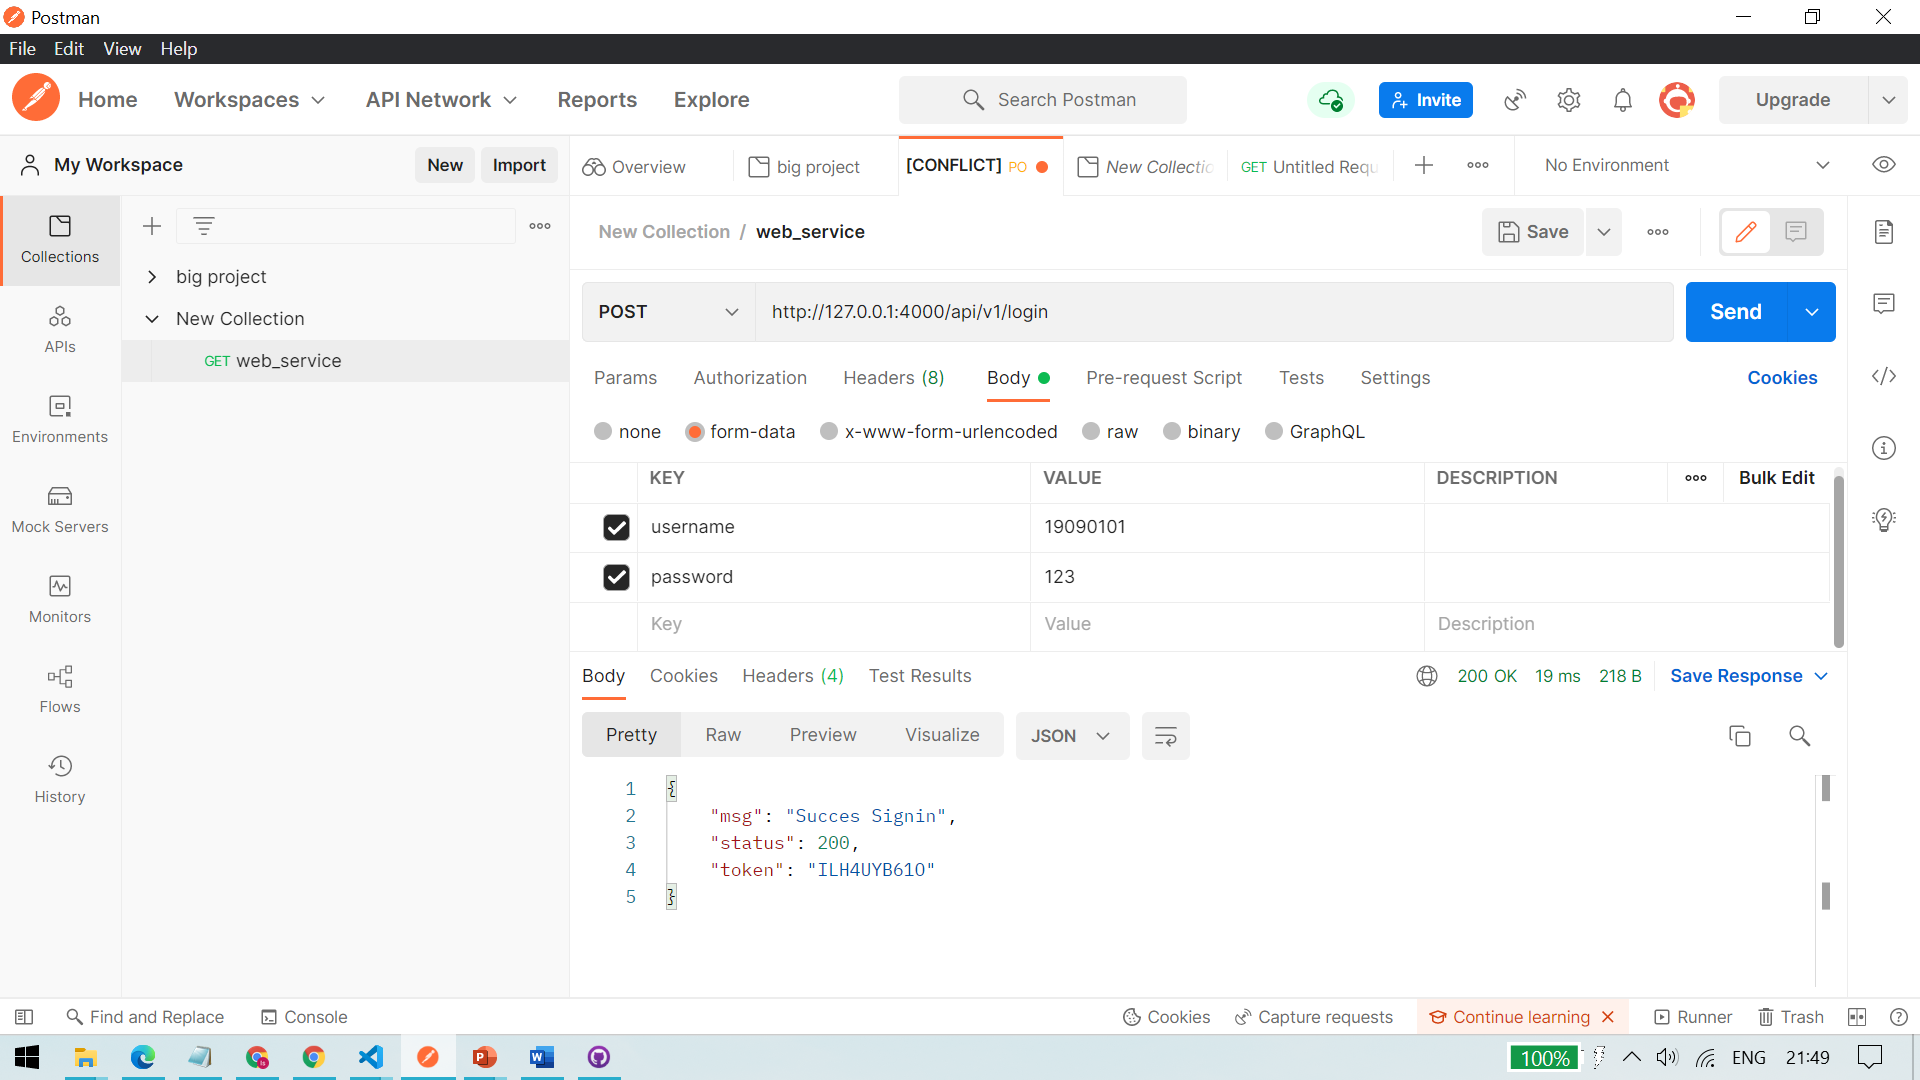 Postman
File Edit View Help
Home Workspaces API Network Reports Explore Search Postman Invite Upgrade
My Workspace New Import Overview big project [CONFLICT] PO New Collectic GET Untitled Requ No Environment
Collections
New Collection / web_service Save
big project
New Collection
GET web_service
APIs
Environments
Mock Servers
Monitors
Flows
History
POST http://127.0.0.1:4000/api/v1/login Send
Params Authorization Headers (8) Body Pre-request Script Tests Settings Cookies
none form-data x-www-form-urlencoded raw binary GraphQL
KEY VALUE DESCRIPTION Bulk Edit
username 19090101
password 123
Key Value Description
Body Cookies Headers (4) Test Results 200 OK 19 ms 218 B Save Response
Pretty Raw Preview Visualize JSON
1 {
2 "msg": "Succes Signin",
3 "status": 200,
4 "token": "ILH4UYB61O"
5 }
Find and Replace Console Cookies Capture requests Continue learning Runner Trash
100% ENG 21:49